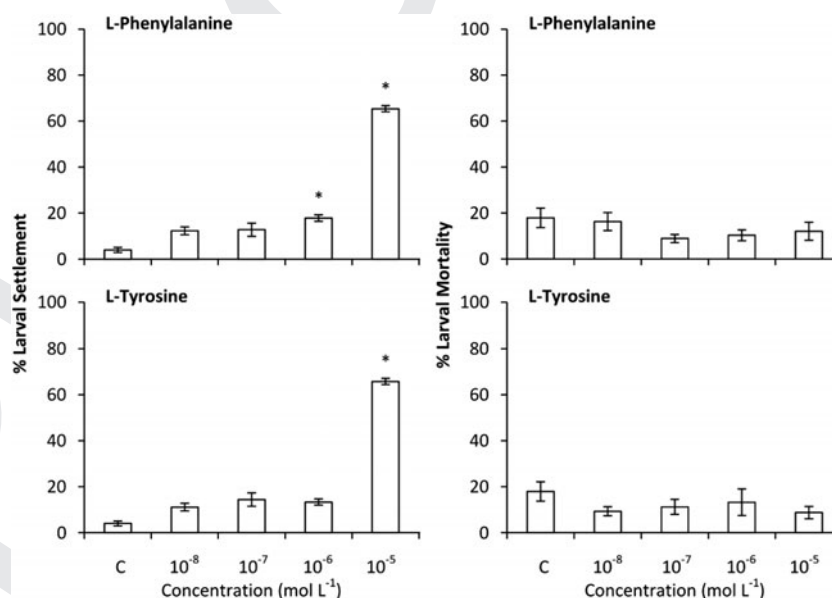 L-Phenylalanine
100
80
60
40
20
0
*
*
L-Phenylalanine
100
80
60
40
20
0
L-Tyrosine
100
80
60
40
20
0
*
L-Tyrosine
100
80
60
40
20
0
% Larval Settlement
% Larval Mortality
C 10⁻⁸ 10⁻⁷ 10⁻⁶ 10⁻⁵
Concentration (mol L⁻¹)
C 10⁻⁸ 10⁻⁷ 10⁻⁶ 10⁻⁵
Concentration (mol L⁻¹)